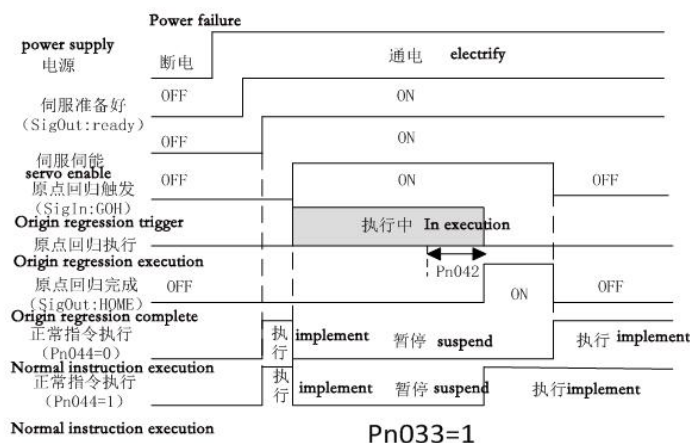 Power failure
power supply
电源 断电 通电 electrify
OFF ON
伺服准备好
(SigOut:ready)
OFF ON
伺服伺能
servo enable
原点回归触发 OFF ON OFF
(SigIn:GOH)
Origin regression trigger 执行中 In execution
原点回归执行
Origin regression execution Pn042
原点回归完成 OFF ON OFF
(SigOut:HOME)
Origin regression complete
正常指令执行 执行 implement 暂停 suspend 执行 implement
(Pn044=0)
Normal instruction execution
正常指令执行 执行 implement 暂停 suspend 执行implement
(Pn044=1)
Normal instruction execution
Pn033=1